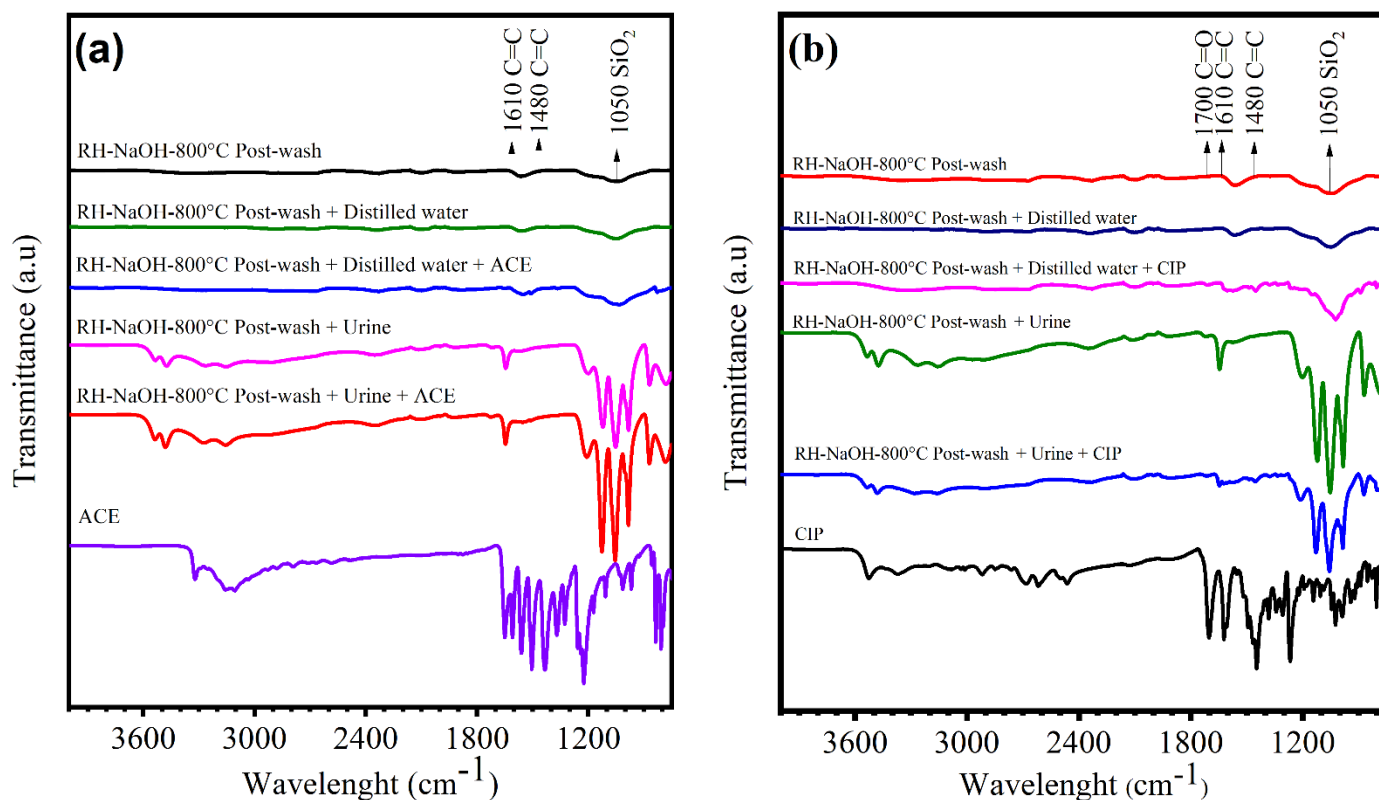 (a)
1610 C=C
1480 C=C
1050 SiO2
RH-NaOH-800°C Post-wash
RH-NaOH-800°C Post-wash + Distilled water
RH-NaOH-800°C Post-wash + Distilled water + ACE
RH-NaOH-800°C Post-wash + Urine
RH-NaOH-800°C Post-wash + Urine + ACE
ACE
Transmittance (a.u)
3600 3000 2400 1800 1200
Wavelenght (cm-1)
(b)
1700 C=O
1610 C=C
1480 C=C
1050 SiO2
RH-NaOH-800°C Post-wash
RH-NaOH-800°C Post-wash + Distilled water
RH-NaOH-800°C Post-wash + Distilled water + CIP
RH-NaOH-800°C Post-wash + Urine
RH-NaOH-800°C Post-wash + Urine + CIP
CIP
Transmittance (a.u)
3600 3000 2400 1800 1200
Wavelenght (cm-1)